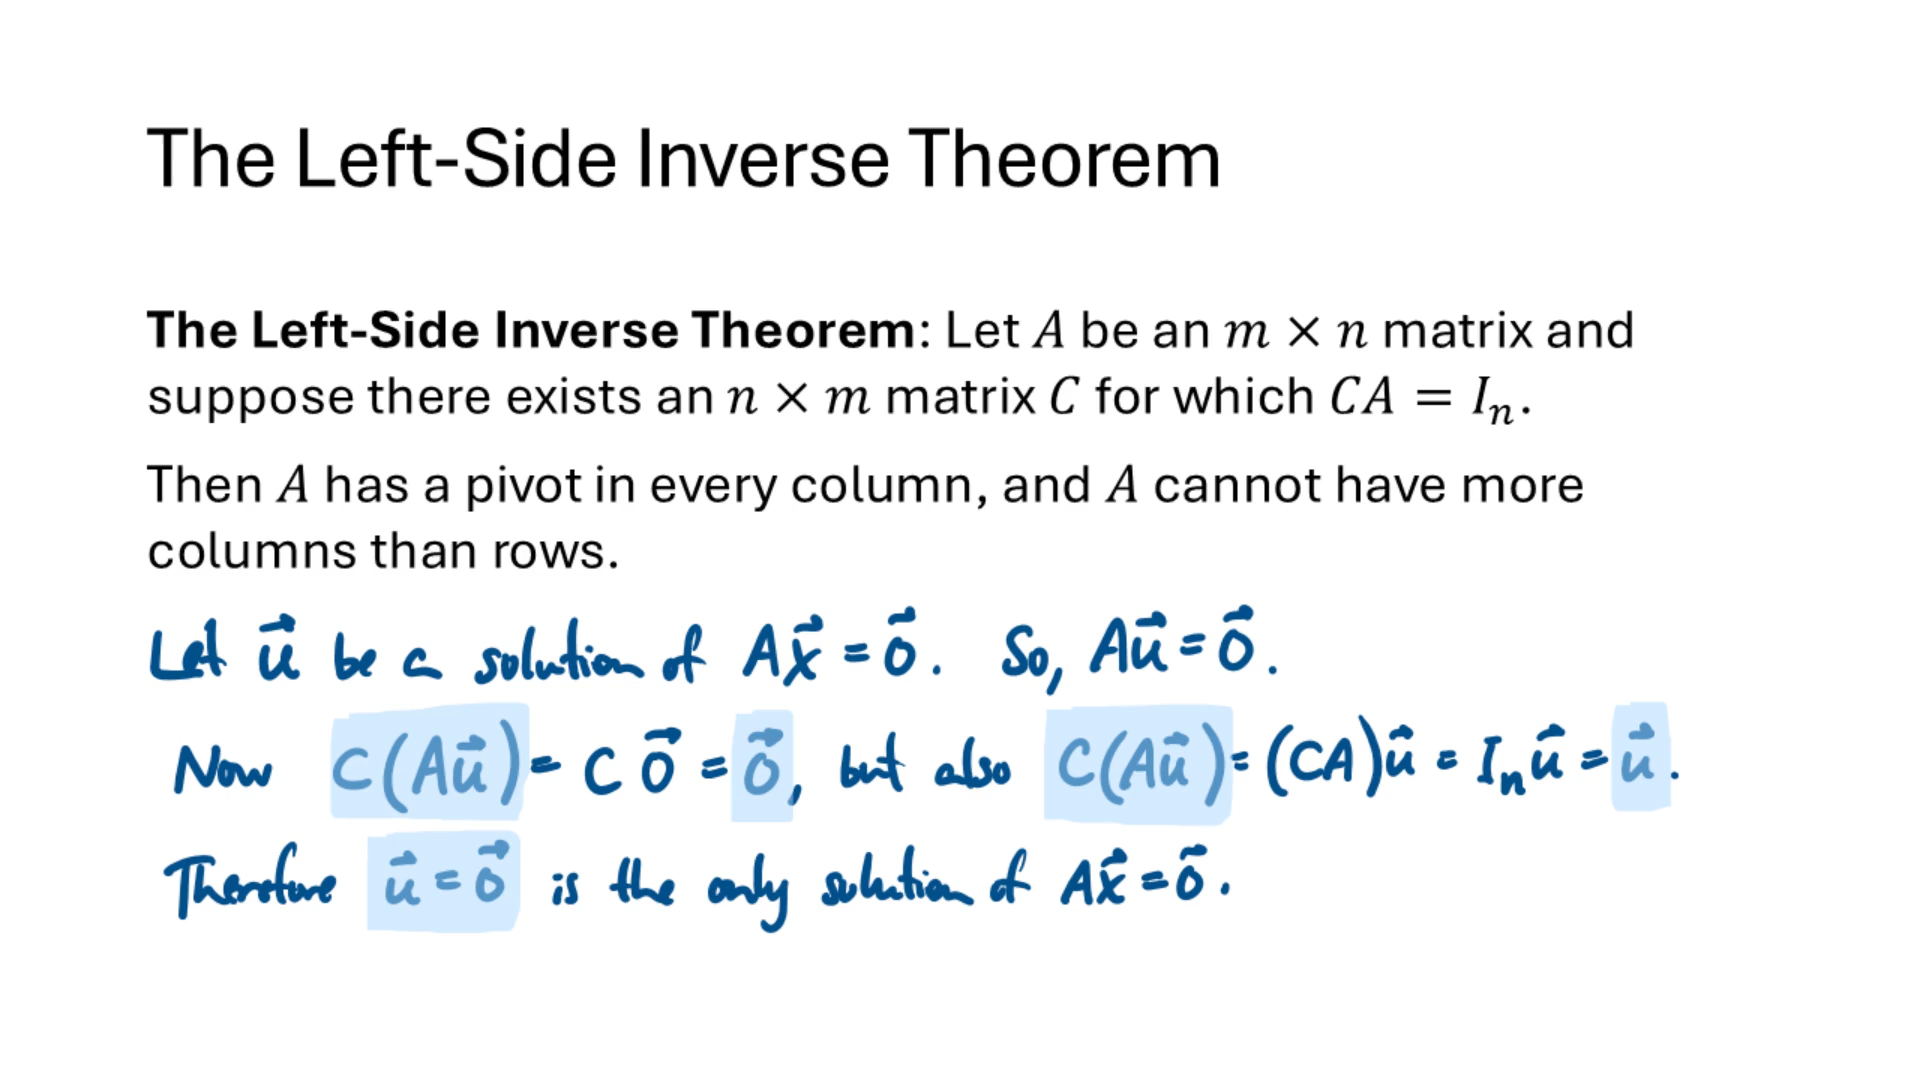 The Left-Side Inverse Theorem
The Left-Side Inverse Theorem: Let A be an m × n matrix and
suppose there exists an n × m matrix C for which CA = Iₙ.
Then A has a pivot in every column, and A cannot have more
columns than rows.
Let u⃗ be a solution of Ax⃗ = 0⃗. So, Au⃗ = 0⃗.
Now C(Au⃗) = C0⃗ = 0⃗, but also C(Au⃗) = (CA)u⃗ = Iₙu⃗ = u⃗.
Therefore u⃗ = 0⃗ is the only solution of Ax⃗ = 0⃗.